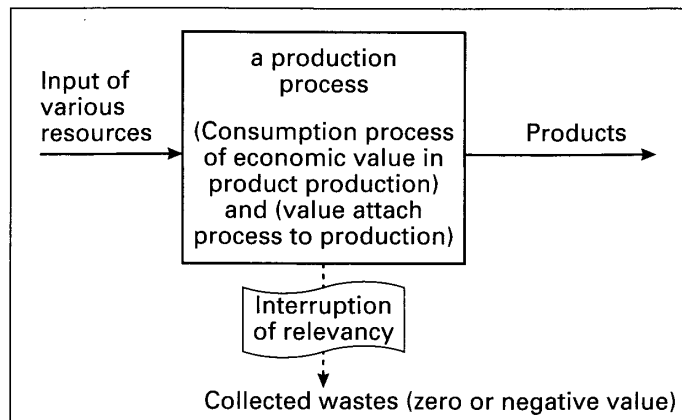 Input of
various
resources
a production
process
(Consumption process
of economic value in
product production)
and (value attach
process to production)
Products
Interruption
of relevancy
Collected wastes (zero or negative value)